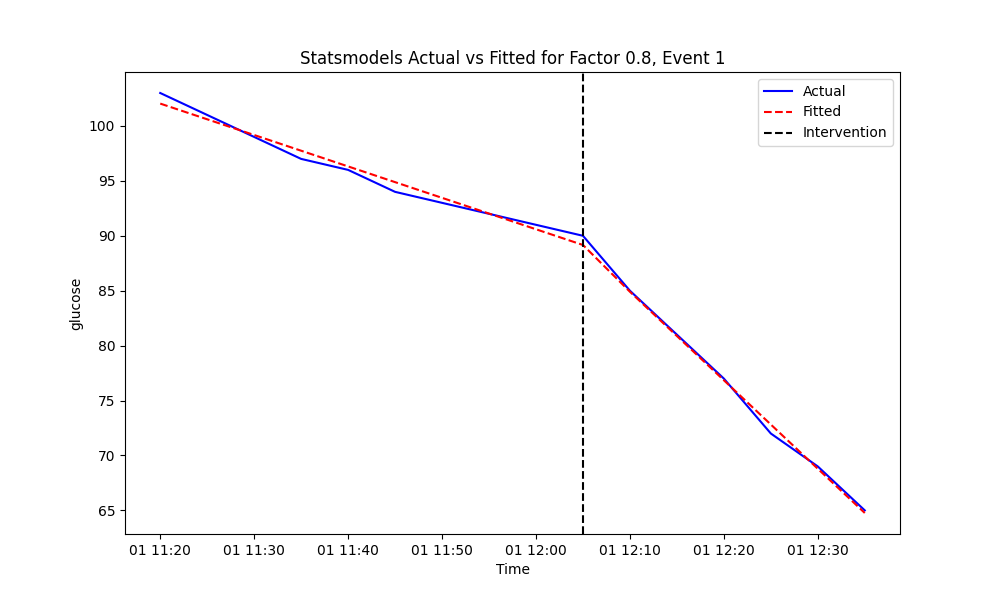 Statsmodels Actual vs Fitted for Factor 0.8, Event 1
Actual
Fitted
Intervention
glucose
100
95
90
85
80
75
70
65
01 11:20
01 11:30
01 11:40
01 11:50
01 12:00
01 12:10
01 12:20
01 12:30
Time